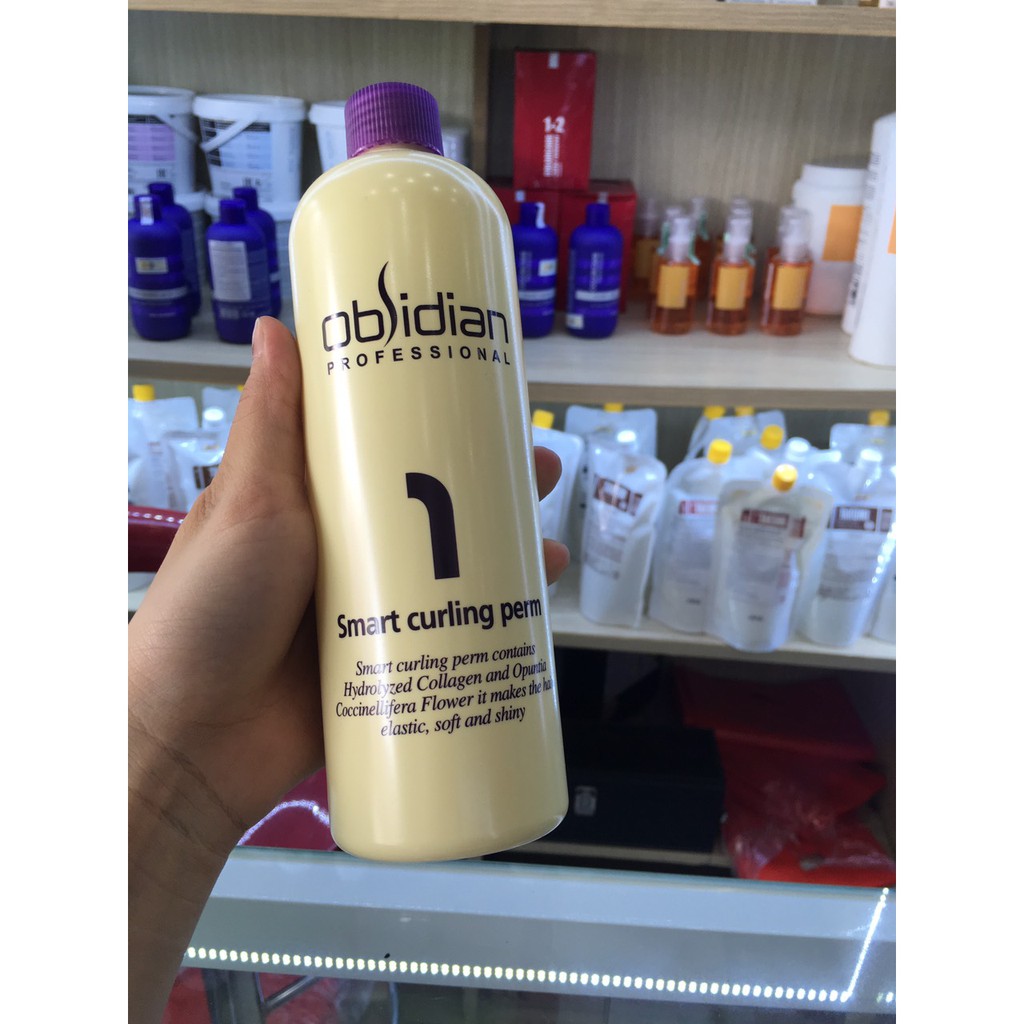 1-2
obsidian
PROFESSIONAL
1
Smart curling perm
Smart curling perm contains
Hydrolyzed Collagen and Opuntia
Coccinellifera Flower it makes the
elastic, soft and shiny